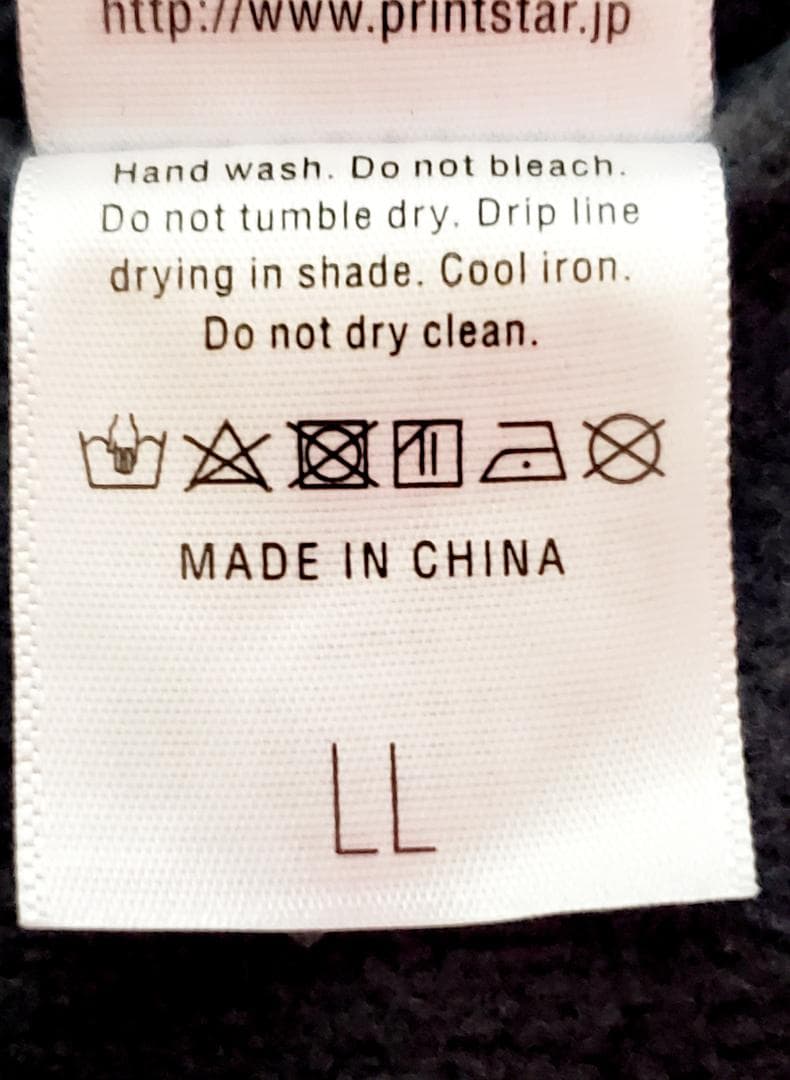 http://www.printstar.jp
Hand wash. Do not bleach.
Do not tumble dry. Drip line
drying in shade. Cool iron.
Do not dry clean.
MADE IN CHINA
LL